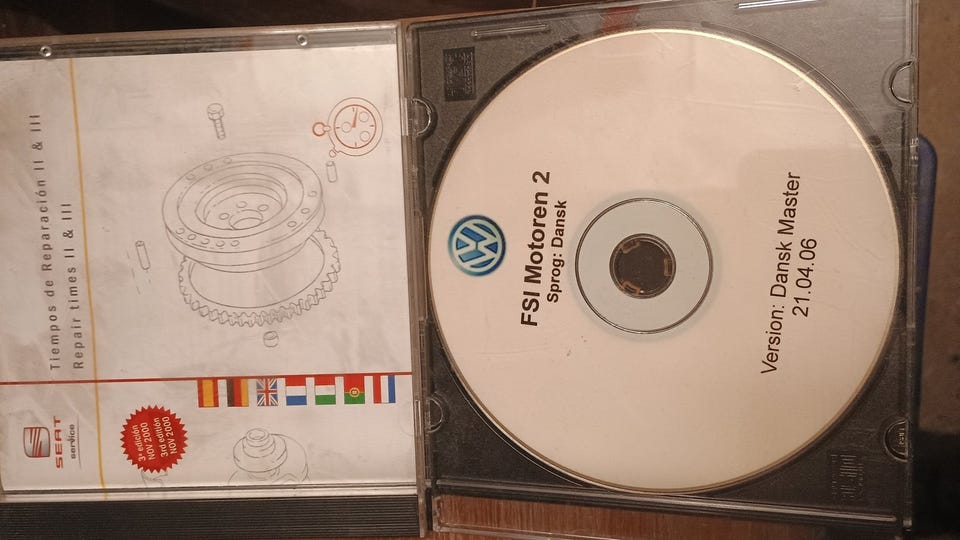 Tiempos de Reparación II & III
Repair times II & III
SEAT
service
3ª edición
NOV 2000
3rd edition
NOV 2000
FSI Motoren 2
Sprog: Dansk
Version: Dansk Master
21.04.06